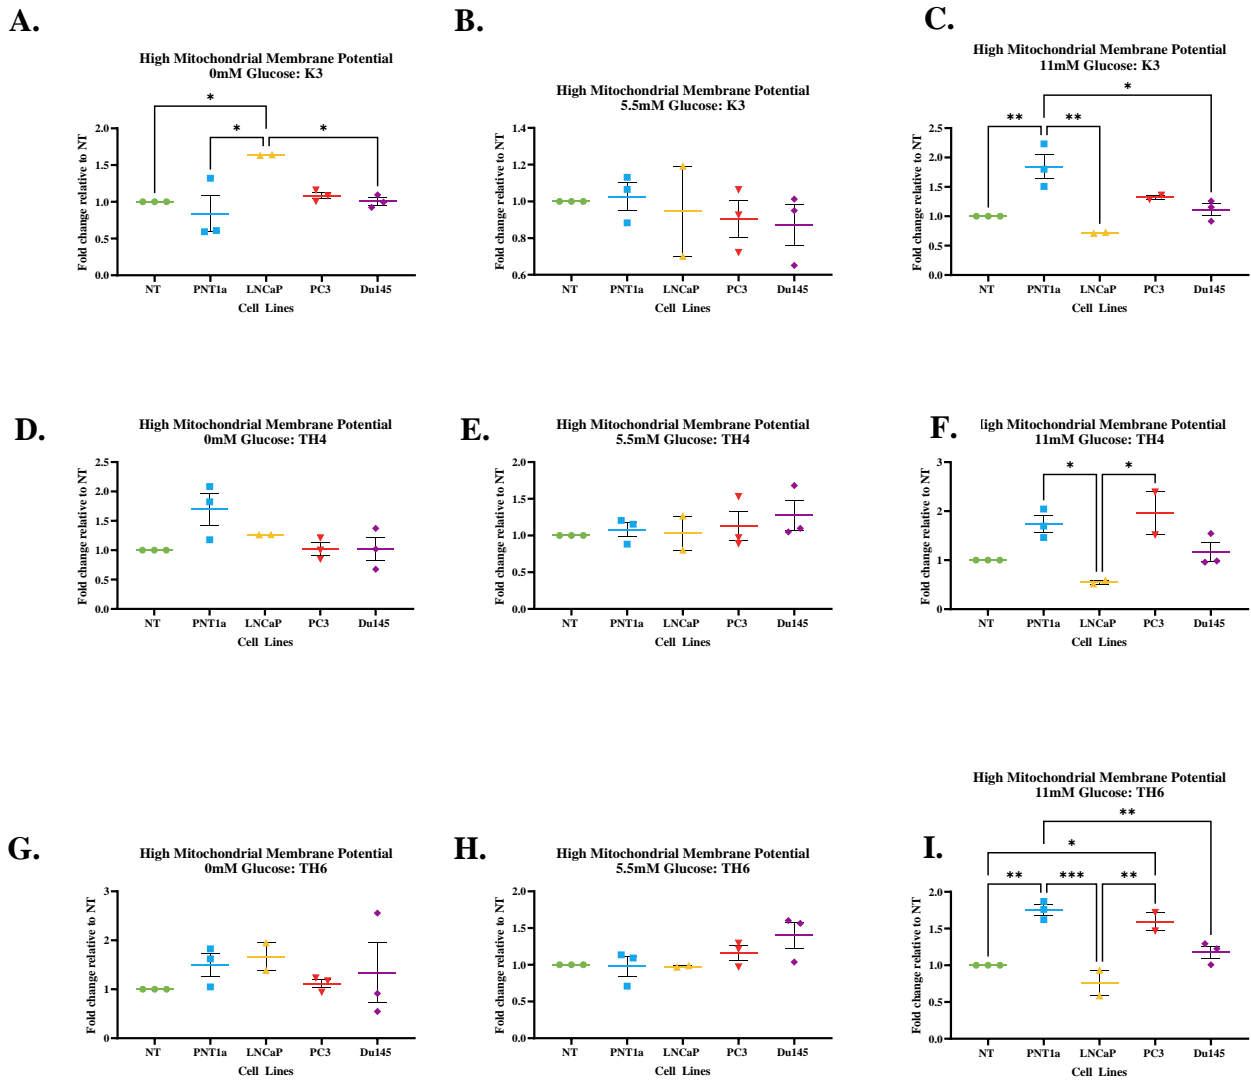 A.
High Mitochondrial Membrane Potential
0mM Glucose: K3
*
*
*
Fold change relative to NT
2.0
1.5
1.0
0.5
0.0
NT PNT1a LNCaP PC3 Du145
Cell Lines
B.
High Mitochondrial Membrane Potential
5.5mM Glucose: K3
Fold change relative to NT
1.4
1.2
1.0
0.8
0.6
NT PNT1a LNCaP PC3 Du145
Cell Lines
C.
High Mitochondrial Membrane Potential
11mM Glucose: K3
*
** **
Fold change relative to NT
2.5
2.0
1.5
1.0
0.5
0.0
NT PNT1a LNCaP PC3 Du145
Cell Lines
D.
High Mitochondrial Membrane Potential
0mM Glucose: TH4
Fold change relative to NT
2.5
2.0
1.5
1.0
0.5
0.0
NT PNT1a LNCaP PC3 Du145
Cell Lines
E.
High Mitochondrial Membrane Potential
5.5mM Glucose: TH4
Fold change relative to NT
2.0
1.5
1.0
0.5
0.0
NT PNT1a LNCaP PC3 Du145
Cell Lines
F.
High Mitochondrial Membrane Potential
11mM Glucose: TH4
* *
Fold change relative to NT
3
2
1
0
NT PNT1a LNCaP PC3 Du145
Cell Lines
G.
High Mitochondrial Membrane Potential
0mM Glucose: TH6
Fold change relative to NT
3
2
1
0
NT PNT1a LNCaP PC3 Du145
Cell Lines
H.
High Mitochondrial Membrane Potential
5.5mM Glucose: TH6
Fold change relative to NT
2.0
1.5
1.0
0.5
0.0
NT PNT1a LNCaP PC3 Du145
Cell Lines
I.
High Mitochondrial Membrane Potential
11mM Glucose: TH6
**
*
** *** **
Fold change relative to NT
2.0
1.5
1.0
0.5
0.0
NT PNT1a LNCaP PC3 Du145
Cell Lines